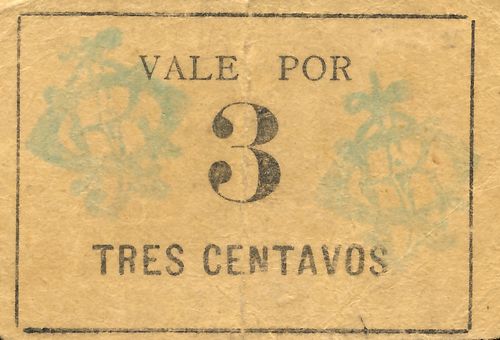 VALE POR
3
TRES CENTAVOS